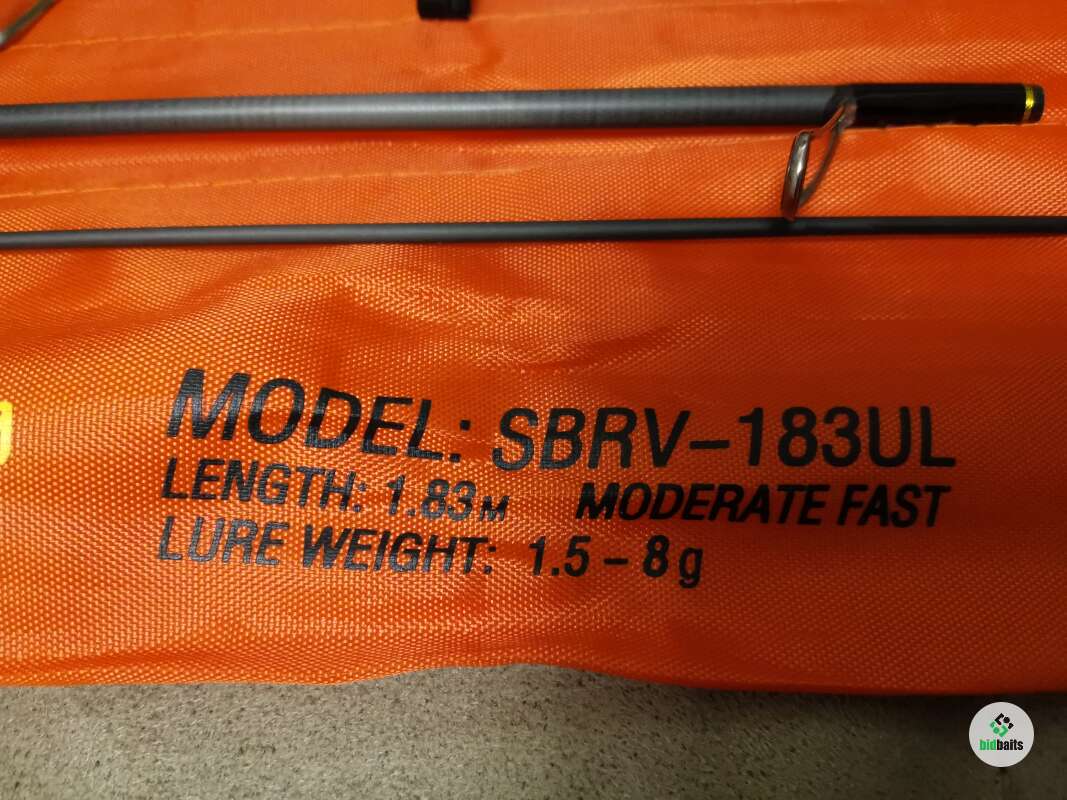 MODEL: SBRV-183UL
LENGTH: 1.83M MODERATE FAST
LURE WEIGHT: 1.5-8g
bidbaits